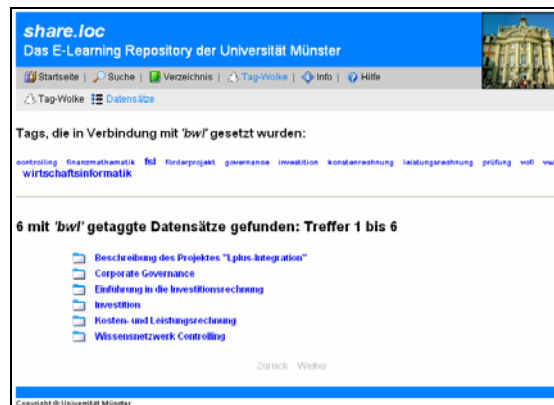 share.loc
Das E-Learning Repository der Universität Münster
Startseite | Suche | Verzeichnis | Tag-Wolke | Info | Hilfe
Tag-Wolke Datensätze
Tags, die in Verbindung mit 'bwl' gesetzt wurden:
controlling finanzmathematik fsl förderprojekt governance investition konstenrechnung leistungsrechnung prüfung vofi
wirtschaftsinformatik
6 mit 'bwl' getaggte Datensätze gefunden: Treffer 1 bis 6
Beschreibung des Projektes "Lplus-Integration"
Corporate Governance
Einführung in die Investitionsrechnung
Investition
Kosten- und Leistungsrechnung
Wissensnetzwerk Controlling
Zurück Weiter
Copyright © Universität Münster